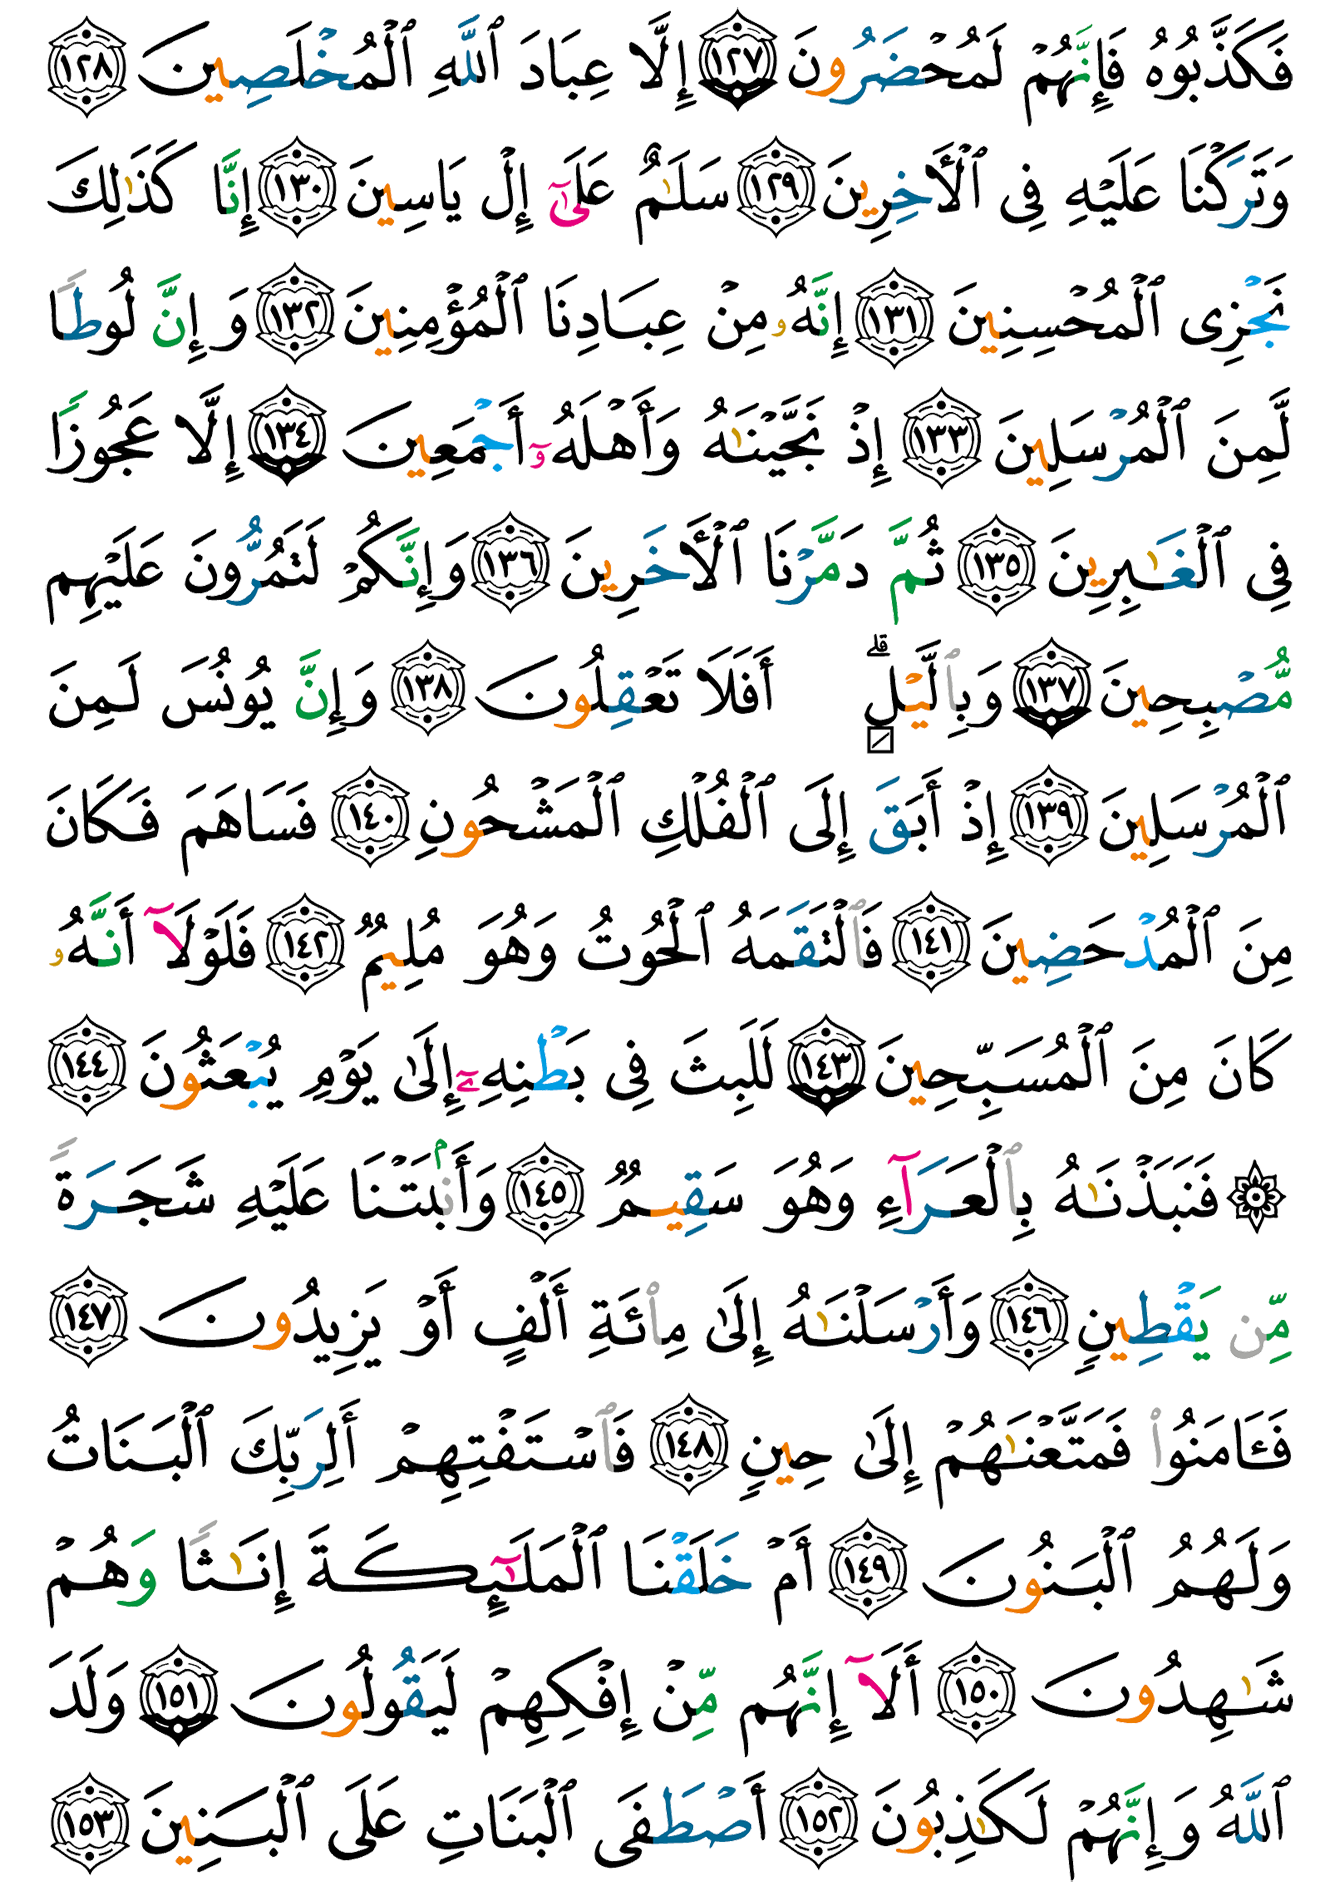 فَكَذَّبُوهُ فَإِنَّهُمْ لَمُحْضَرُونَ ١٢٧ إِلَّا عِبَادَ ٱللَّهِ ٱلْمُخْلَصِينَ ١٢٨
وَتَرَكْنَا عَلَيْهِ فِى ٱلْأَخِرِينَ ١٢٩ سَلَـٰمٌ عَلَىٰٓ إِلْ يَاسِينَ ١٣٠ إِنَّا كَذَٰلِكَ
نَجْزِى ٱلْمُحْسِنِينَ ١٣١ إِنَّهُۥ مِنْ عِبَادِنَا ٱلْمُؤْمِنِينَ ١٣٢ وَإِنَّ لُوطًا
لَّمِنَ ٱلْمُرْسَلِينَ ١٣٣ إِذْ نَجَّيْنَـٰهُ وَأَهْلَهُۥٓ أَجْمَعِينَ ١٣٤ إِلَّا عَجُوزًا
فِى ٱلْغَـٰبِرِينَ ١٣٥ ثُمَّ دَمَّرْنَا ٱلْأَخَرِينَ ١٣٦ وَإِنَّكُمْ لَتَمُرُّونَ عَلَيْهِم
مُّصْبِحِينَ ١٣٧ وَبِٱلَّيْلِ ۗ أَفَلَا تَعْقِلُونَ ١٣٨ وَإِنَّ يُونُسَ لَمِنَ
ٱلْمُرْسَلِينَ ١٣٩ إِذْ أَبَقَ إِلَى ٱلْفُلْكِ ٱلْمَشْحُونِ ١٤٠ فَسَاهَمَ فَكَانَ
مِنَ ٱلْمُدْحَضِينَ ١٤١ فَٱلْتَقَمَهُ ٱلْحُوتُ وَهُوَ مُلِيمٌ ١٤٢ فَلَوْلَآ أَنَّهُۥ
كَانَ مِنَ ٱلْمُسَبِّحِينَ ١٤٣ لَلَبِثَ فِى بَطْنِهِۦٓ إِلَىٰ يَوْمِ يُبْعَثُونَ ١٤٤
۞ فَنَبَذْنَـٰهُ بِٱلْعَرَآءِ وَهُوَ سَقِيمٌ ١٤٥ وَأَنۢبَتْنَا عَلَيْهِ شَجَرَةً
مِّن يَقْطِينٍ ١٤٦ وَأَرْسَلْنَـٰهُ إِلَىٰ مِا۟ئَةِ أَلْفٍ أَوْ يَزِيدُونَ ١٤٧
فَـَٔامَنُوا۟ فَمَتَّعْنَـٰهُمْ إِلَىٰ حِينٍ ١٤٨ فَٱسْتَفْتِهِمْ أَلِرَبِّكَ ٱلْبَنَاتُ
وَلَهُمُ ٱلْبَنُونَ ١٤٩ أَمْ خَلَقْنَا ٱلْمَلَـٰٓئِكَةَ إِنَـٰثًا وَهُمْ
شَـٰهِدُونَ ١٥٠ أَلَآ إِنَّهُم مِّنْ إِفْكِهِمْ لَيَقُولُونَ ١٥١ وَلَدَ
ٱللَّهُ وَإِنَّهُمْ لَكَـٰذِبُونَ ١٥٢ أَصْطَفَى ٱلْبَنَاتِ عَلَى ٱلْبَنِينَ ١٥٣